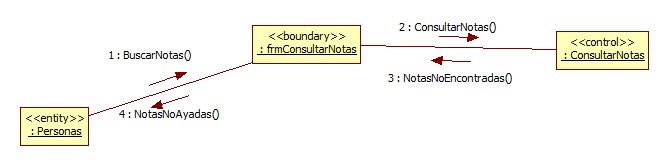 <<boundary>>
: frmConsultarNotas
2 : ConsultarNotas()
<<control>>
: ConsultarNotas
1 : BuscarNotas()
3 : NotasNoEncontradas()
4 : NotasNoAyadas()
<<entity>>
: Personas